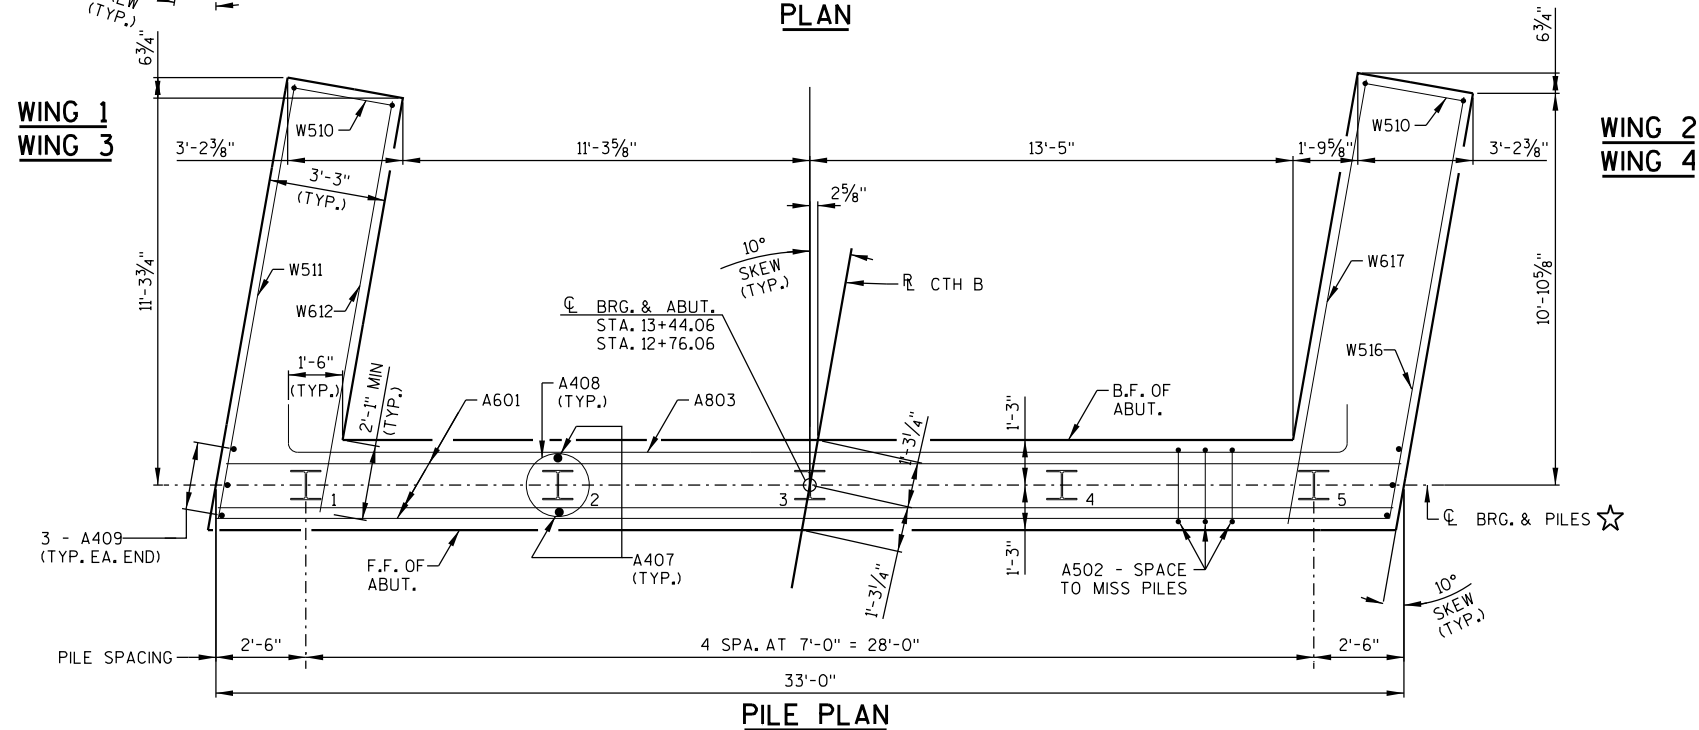 SKEW
(TYP.)
PLAN
6¾"
6¾"
WING 1
WING 3
WING 2
WING 4
W510
W510
3'-2⅜"
11'-3⅝"
13'-5"
1'-9⅝"
3'-2⅜"
3'-3"
(TYP.)
2⅝"
10°
SKEW
(TYP.)
11'-3¾"
W511
W612
W617
10'-10⅝"
℄ BRG. & ABUT.
STA. 13+44.06
STA. 12+76.06
RL CTH B
W516
1'-6"
(TYP.)
2'-1" MIN
(TYP.)
A408
(TYP.)
A601
A803
B.F. OF
ABUT.
1'-3"
1'-3¼"
1
2
3
4
5
℄ BRG. & PILES
3 - A409
(TYP. EA. END)
F.F. OF
ABUT.
A407
(TYP.)
1'-3¼"
1'-3"
A502 - SPACE
TO MISS PILES
10°
SKEW
(TYP.)
PILE SPACING
2'-6"
4 SPA. AT 7'-0" = 28'-0"
2'-6"
33'-0"
PILE PLAN